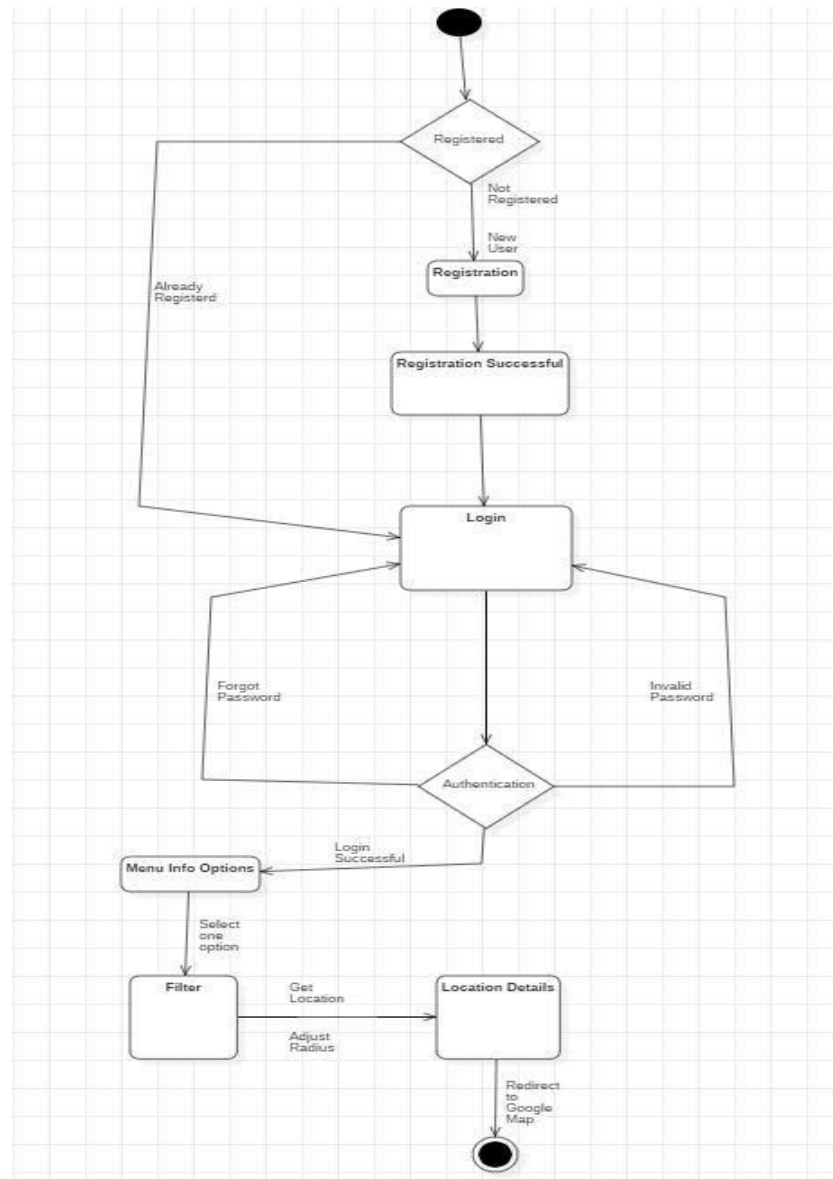 Registered
Not
Registered
New
User
Registration
Already
Registerd
Registration Successful
Login
Forgot
Password
Invalid
Password
Authentication
Login
Successful
Menu Info Options
Select
one
option
Filter
Get
Location
Adjust
Radius
Location Details
Redirect
to
Google
Map